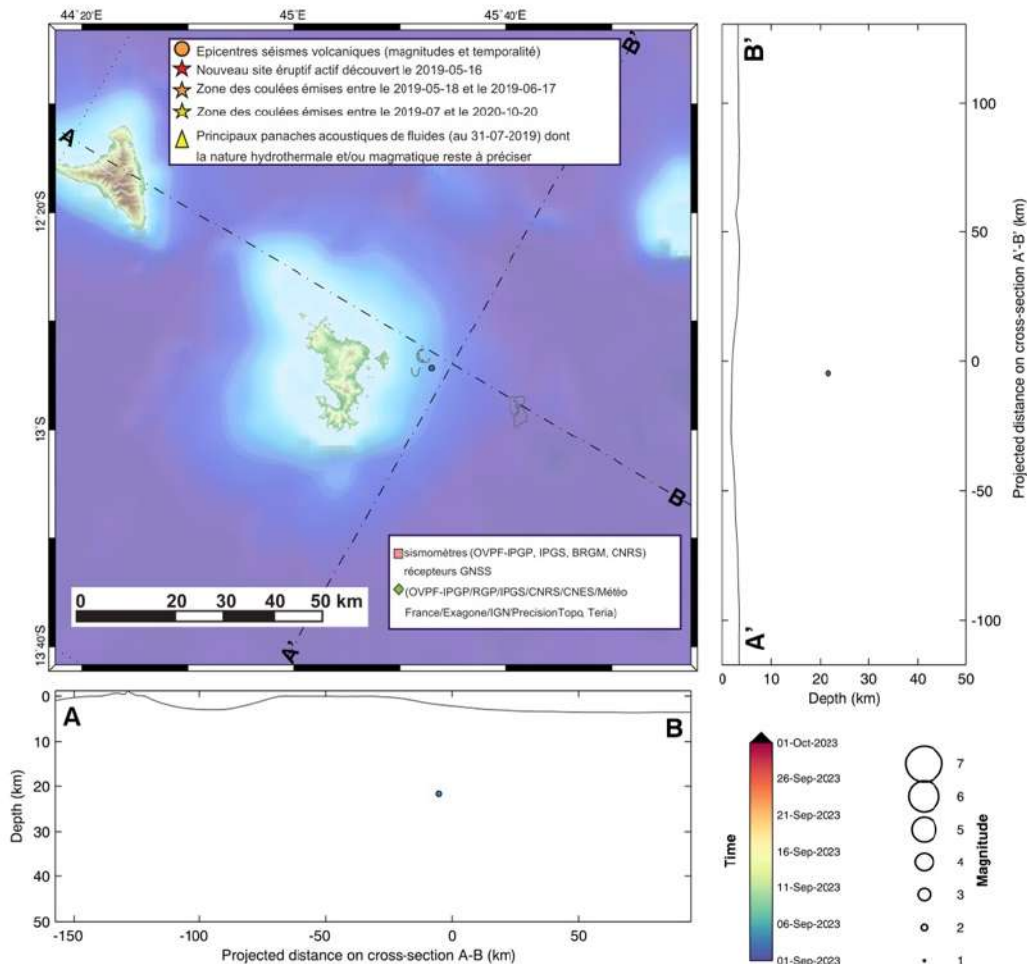 44˚20'E
45˚E
45˚40'E
Epicentres séismes volcaniques (magnitudes et temporalité)
Nouveau site éruptif actif découvert le 2019-05-16
Zone des coulées émises entre le 2019-05-18 et le 2019-06-17
Zone des coulées émises entre le 2019-07 et le 2020-10-20
Principaux panaches acoustiques de fluides (au 31-07-2019) dont
la nature hydrothermale et/ou magmatique reste à préciser
B'
A
12˚20'S
13˚S
B
sismomètres (OVPF-IPGP, IPGS, BRGM, CNRS)
récepteurs GNSS
(OVPF-IPGP/RGP/IPGS/CNRS/CNES/Météo
France/Exagone/IGN/PrecisionTopo, Teria)
0 20 30 40 50 km
13˚40'S
A'
B'
100
50
0
-50
-100
Projected distance on cross-section A'-B' (km)
A'
0 10 20 30 40 50
Depth (km)
A
B
0
10
20
30
40
50
Depth (km)
-150 -100 -50 0 50
Projected distance on cross-section A-B (km)
Time
01-Oct-2023
26-Sep-2023
21-Sep-2023
16-Sep-2023
11-Sep-2023
06-Sep-2023
01-Sep-2023
7
6
5
4
3
2
1
Magnitude